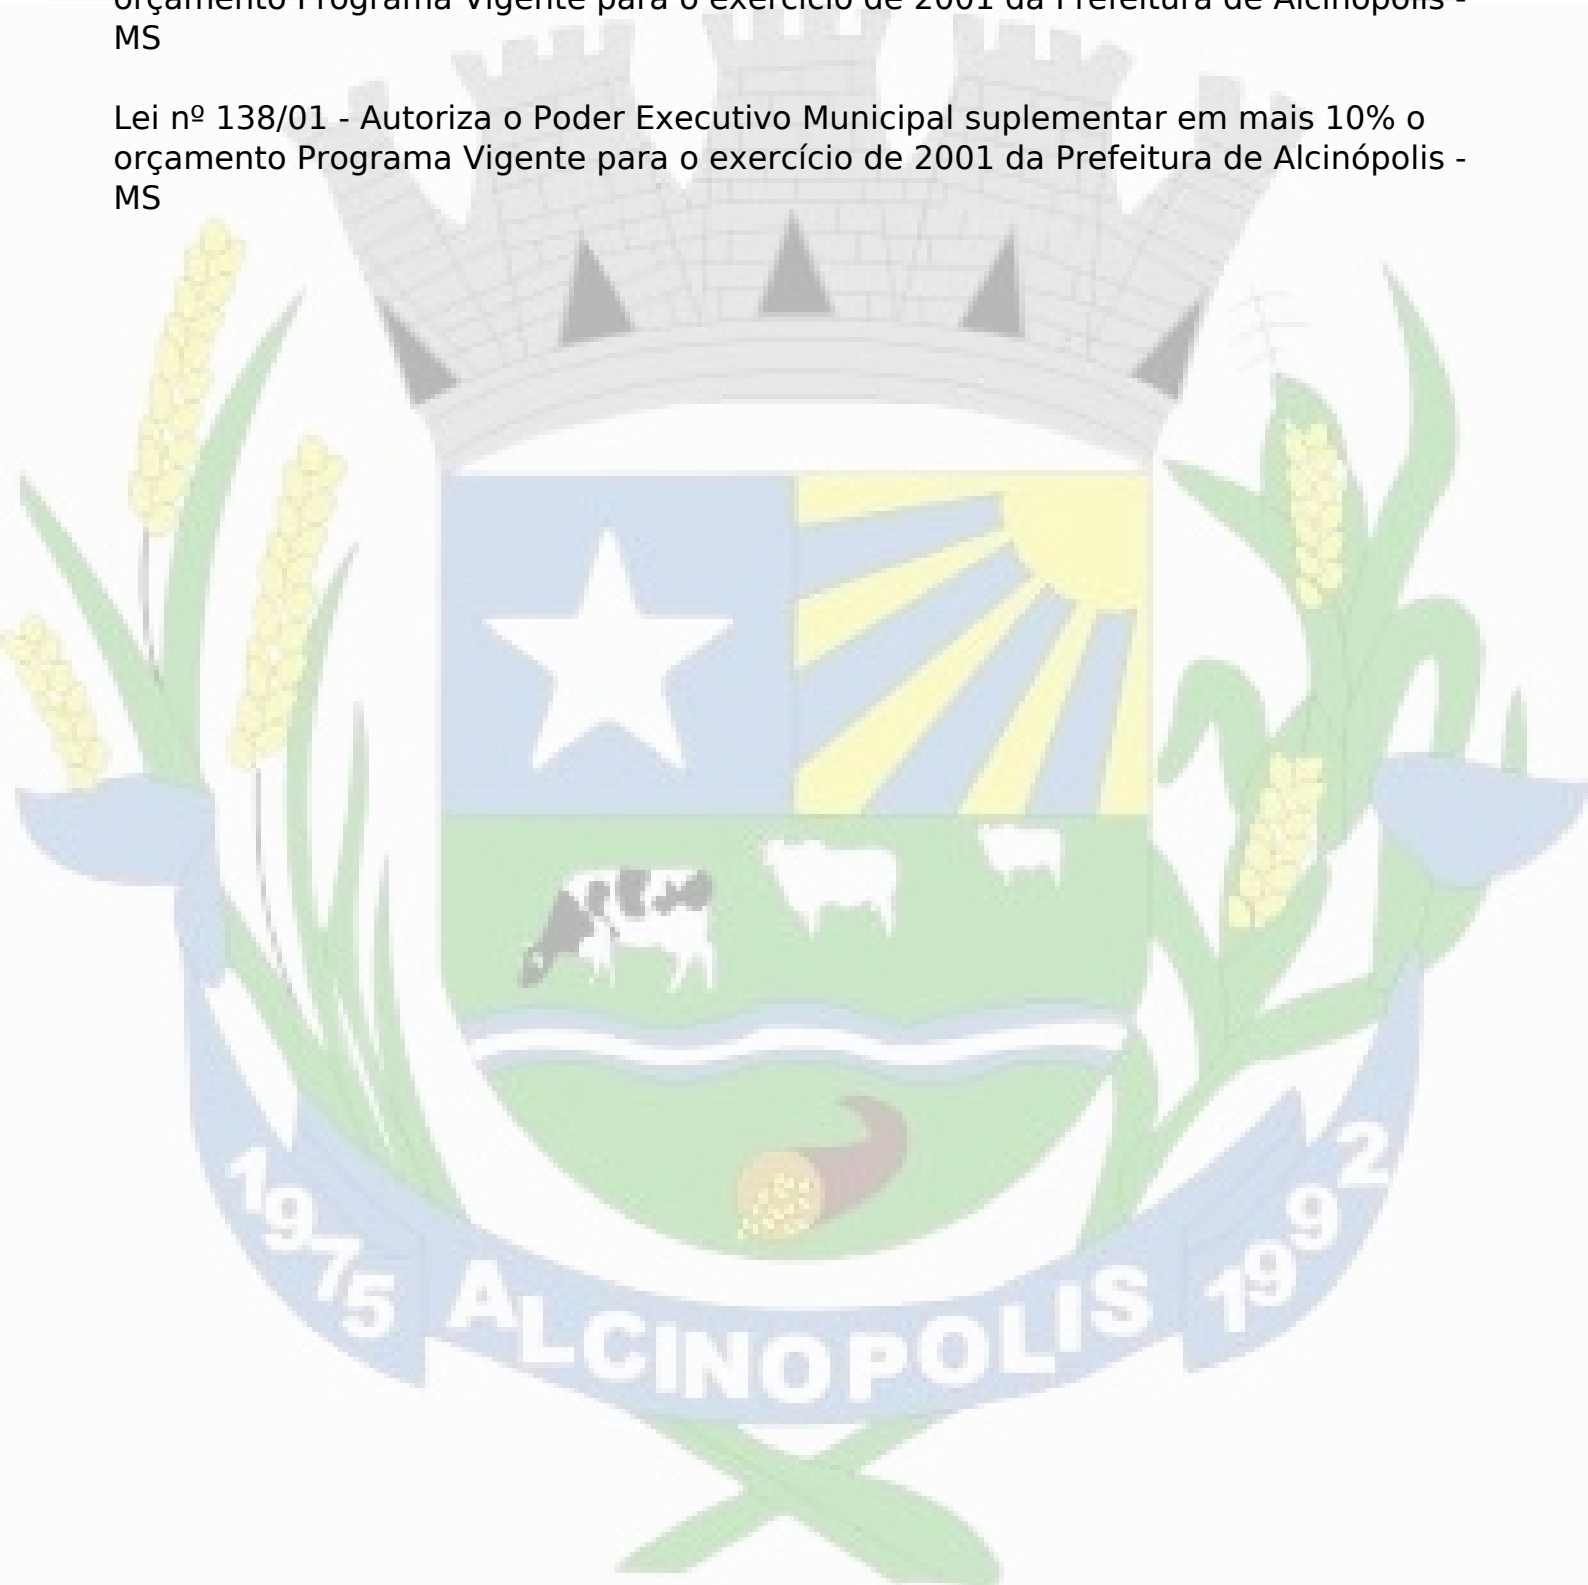 orçamento Programa Vigente para o exercício de 2001 da Prefeitura de Alcinópolis -
MS
Lei nº 138/01 - Autoriza o Poder Executivo Municipal suplementar em mais 10% o
orçamento Programa Vigente para o exercício de 2001 da Prefeitura de Alcinópolis -
MS
1975 ALCINOPOLIS 1992